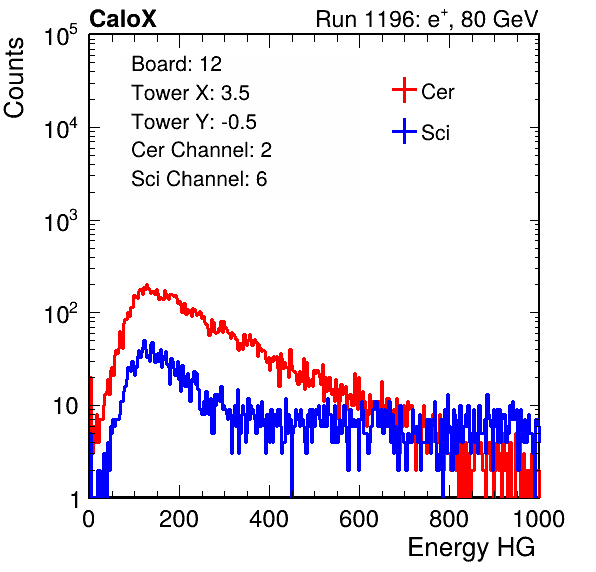 CaloX Run 1196: e⁺, 80 GeV
Counts
Board: 12
Tower X: 3.5
Tower Y: -0.5
Cer Channel: 2
Sci Channel: 6
Cer
Sci
10⁵
10⁴
10³
10²
10
1
0 200 400 600 800 1000
Energy HG